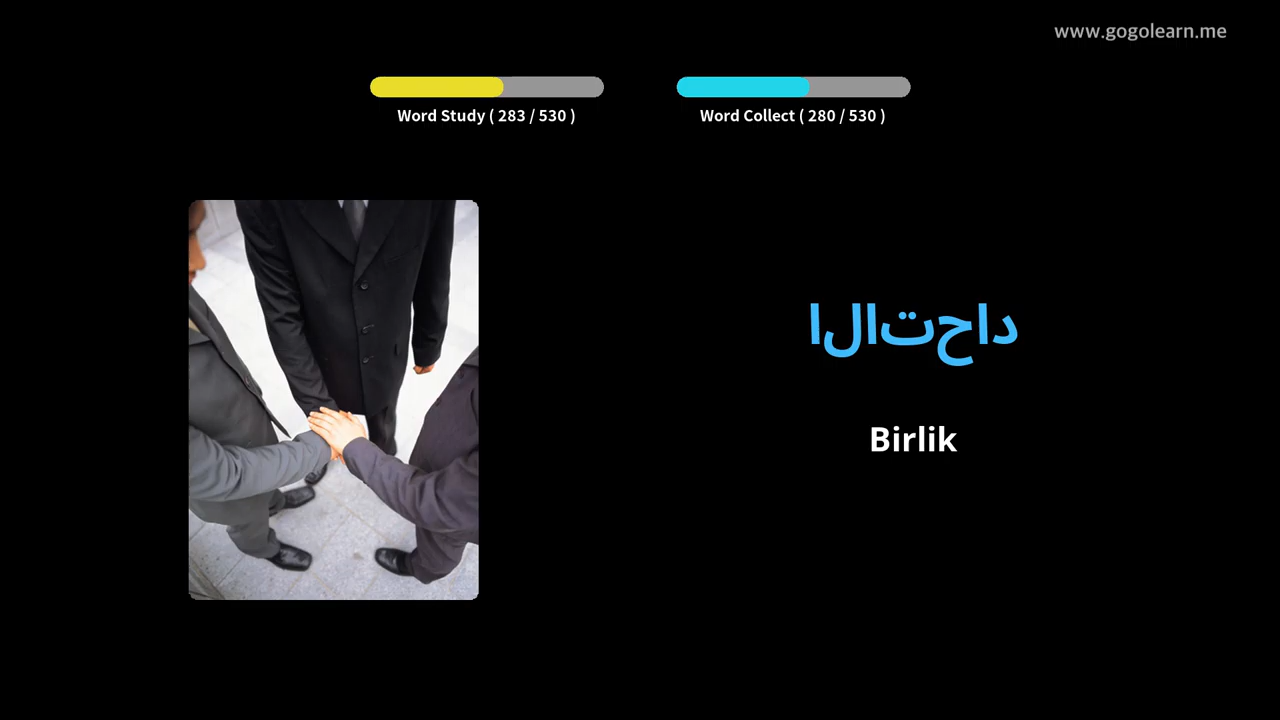 www.gogolearn.me
Word Study ( 283 / 530 )
Word Collect ( 280 / 530 )
الاتحاد
Birlik